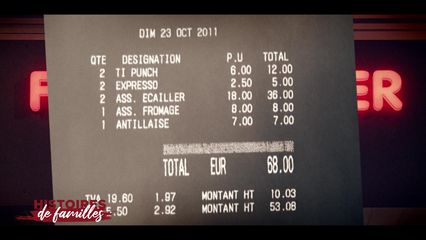 DIM 23 OCT 2011
QTE DESIGNATION P.U TOTAL
2 TI PUNCH 6.00 12.00
2 EXPRESSO 2.50 5.00
2 ASS. ECAILLER 18.00 36.00
1 ASS. FROMAGE 8.00 8.00
1 ANTILLAISE 7.00 7.00
TOTAL EUR 68.00
TVA 19.60 1.97 MONTANT HT 10.03
5.50 2.92 MONTANT HT 53.08
F ER
HISTOIRES
de familles